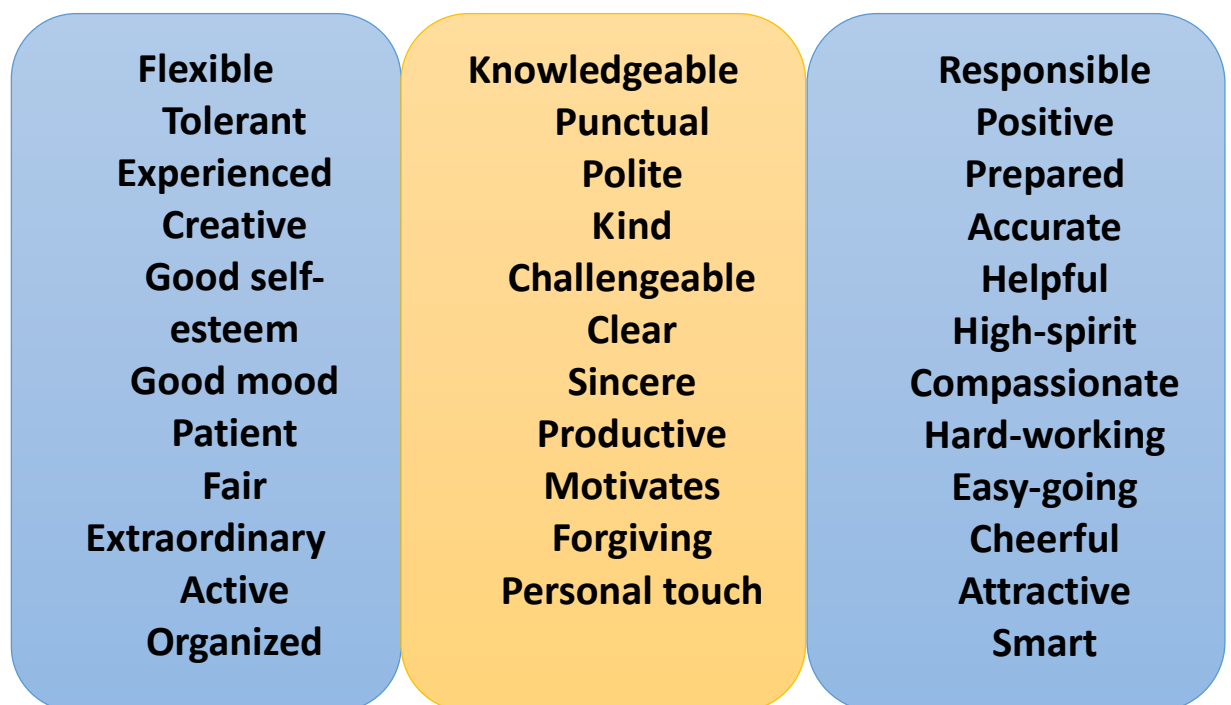 Flexible
Tolerant
Experienced
Creative
Good self-
esteem
Good mood
Patient
Fair
Extraordinary
Active
Organized
Knowledgeable
Punctual
Polite
Kind
Challengeable
Clear
Sincere
Productive
Motivates
Forgiving
Personal touch
Responsible
Positive
Prepared
Accurate
Helpful
High-spirit
Compassionate
Hard-working
Easy-going
Cheerful
Attractive
Smart